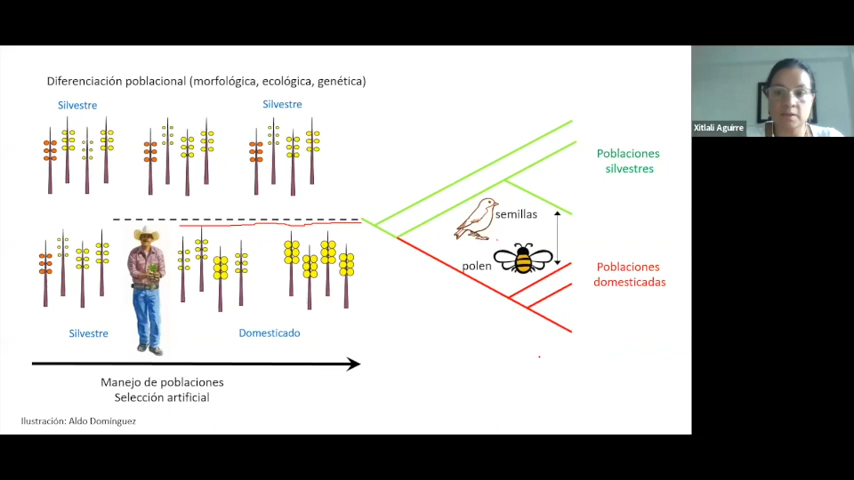 Diferenciación poblacional (morfológica, ecológica, genética)
Silvestre
Silvestre
Silvestre
Domesticado
Manejo de poblaciones
Selección artificial
Ilustración: Aldo Domínguez
semillas
polen
Poblaciones
silvestres
Poblaciones
domesticadas
Xitlali Aguirre